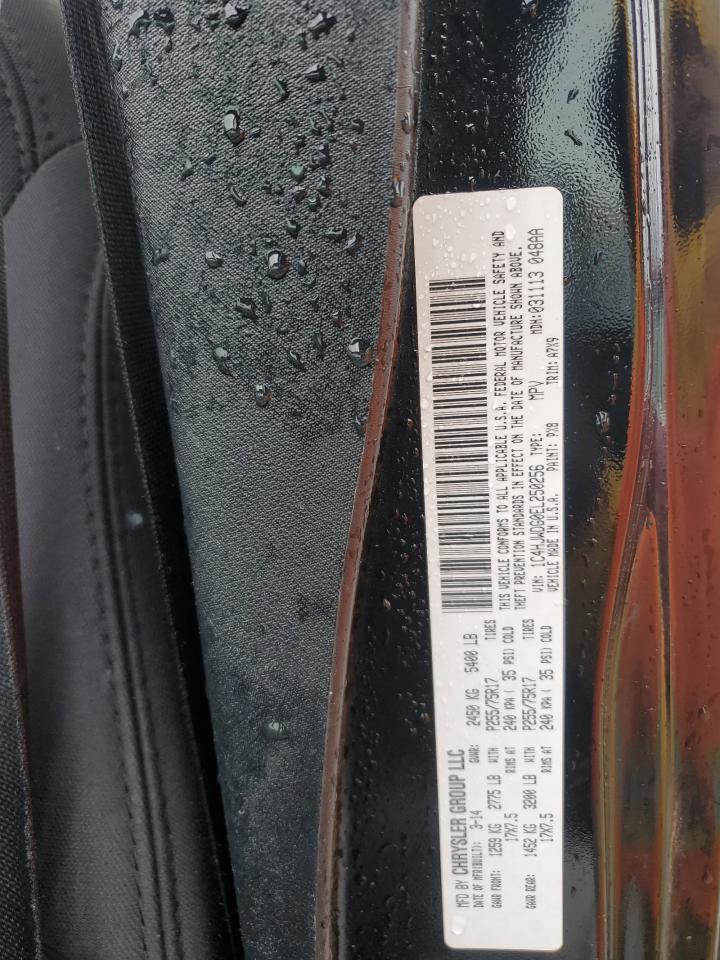 MFD BY CHRYSLER GROUP LLC
DATE OF MFR(BUILT): 3-14 GVWR: 2450 KG 5400 LB
GAWR FRONT: 1259 KG 2775 LB WITH P255/75R17 TIRES
17X7.5 RIMS AT 240 KPA ( 35 PSI) COLD
GAWR REAR: 1452 KG 3200 LB WITH P255/75R17 TIRES
17X7.5 RIMS AT 240 KPA ( 35 PSI) COLD
THIS VEHICLE CONFORMS TO ALL APPLICABLE U.S.A. FEDERAL MOTOR VEHICLE SAFETY AND
THEFT PREVENTION STANDARDS IN EFFECT ON THE DATE OF MANUFACTURE SHOWN ABOVE.
VIN: 1C4HJWDG0EL250256 TYPE: MPV MDH:031113 048AA
VEHICLE MADE IN U.S.A. PAINT: PX8 TRIM: A7X9